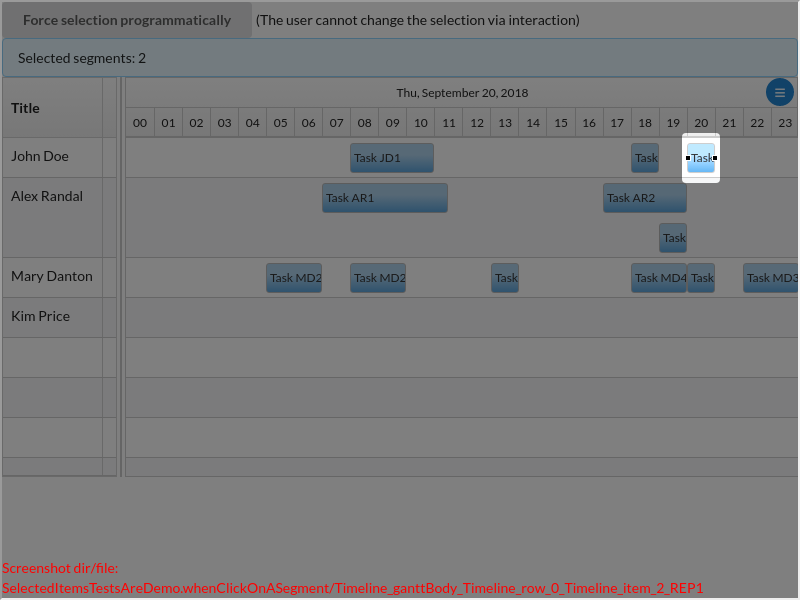 Force selection programmatically (The user cannot change the selection via interaction)
Selected segments: 2
Title
Thu, September 20, 2018
00 01 02 03 04 05 06 07 08 09 10 11 12 13 14 15 16 17 18 19 20 21 22 23
John Doe Task JD1 Task Task
Alex Randal Task AR1 Task AR2
Task
Mary Danton Task MD2 Task MD2 Task Task MD4 Task Task MD3
Kim Price
Screenshot dir/file:
SelectedItemsTestsAreDemo.whenClickOnASegment/Timeline_ganttBody_Timeline_row_0_Timeline_item_2_REP1